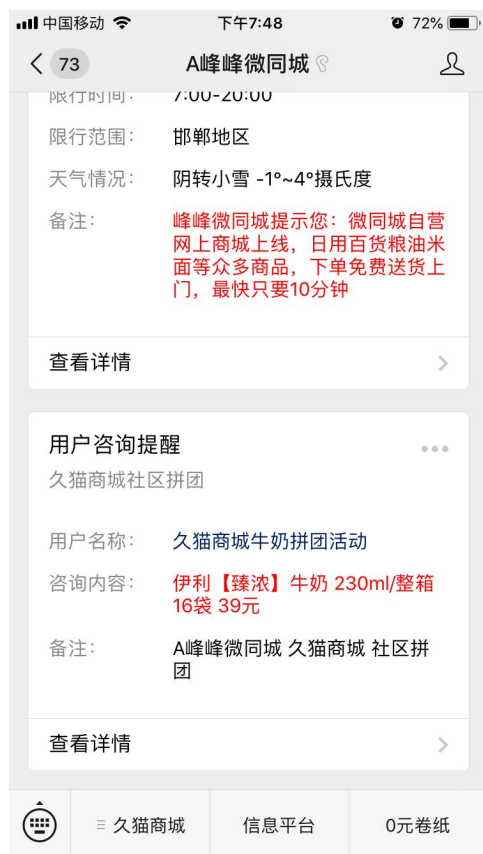 中国移动 下午7:48 72%
73 A峰峰微同城
限行时间: 7:00-20:00
限行范围: 邯郸地区
天气情况: 阴转小雪 -1°~4°摄氏度
备注: 峰峰微同城提示您：微同城自营
网上商城上线，日用百货粮油米
面等众多商品，下单免费送货上
门，最快只要10分钟
查看详情
用户咨询提醒
久猫商城社区拼团
用户名称: 久猫商城牛奶拼团活动
咨询内容: 伊利【臻浓】牛奶 230ml/整箱
16袋 39元
备注: A峰峰微同城 久猫商城 社区拼
团
查看详情
久猫商城 信息平台 0元卷纸